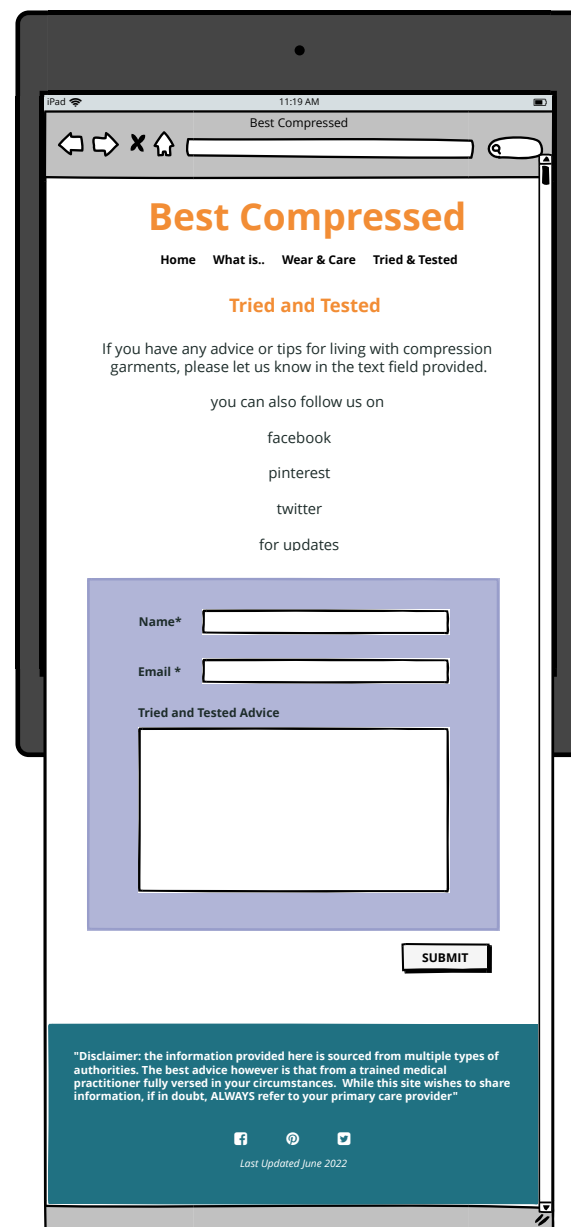 iPad
11:19 AM
Best Compressed
Best Compressed
Home What is.. Wear & Care Tried & Tested
Tried and Tested
If you have any advice or tips for living with compression
garments, please let us know in the text field provided.
you can also follow us on
facebook
pinterest
twitter
for updates
Name*
Email *
Tried and Tested Advice
SUBMIT
"Disclaimer: the information provided here is sourced from multiple types of
authorities. The best advice however is that from a trained medical
practitioner fully versed in your circumstances. While this site wishes to share
information, if in doubt, ALWAYS refer to your primary care provider"
Last Updated June 2022